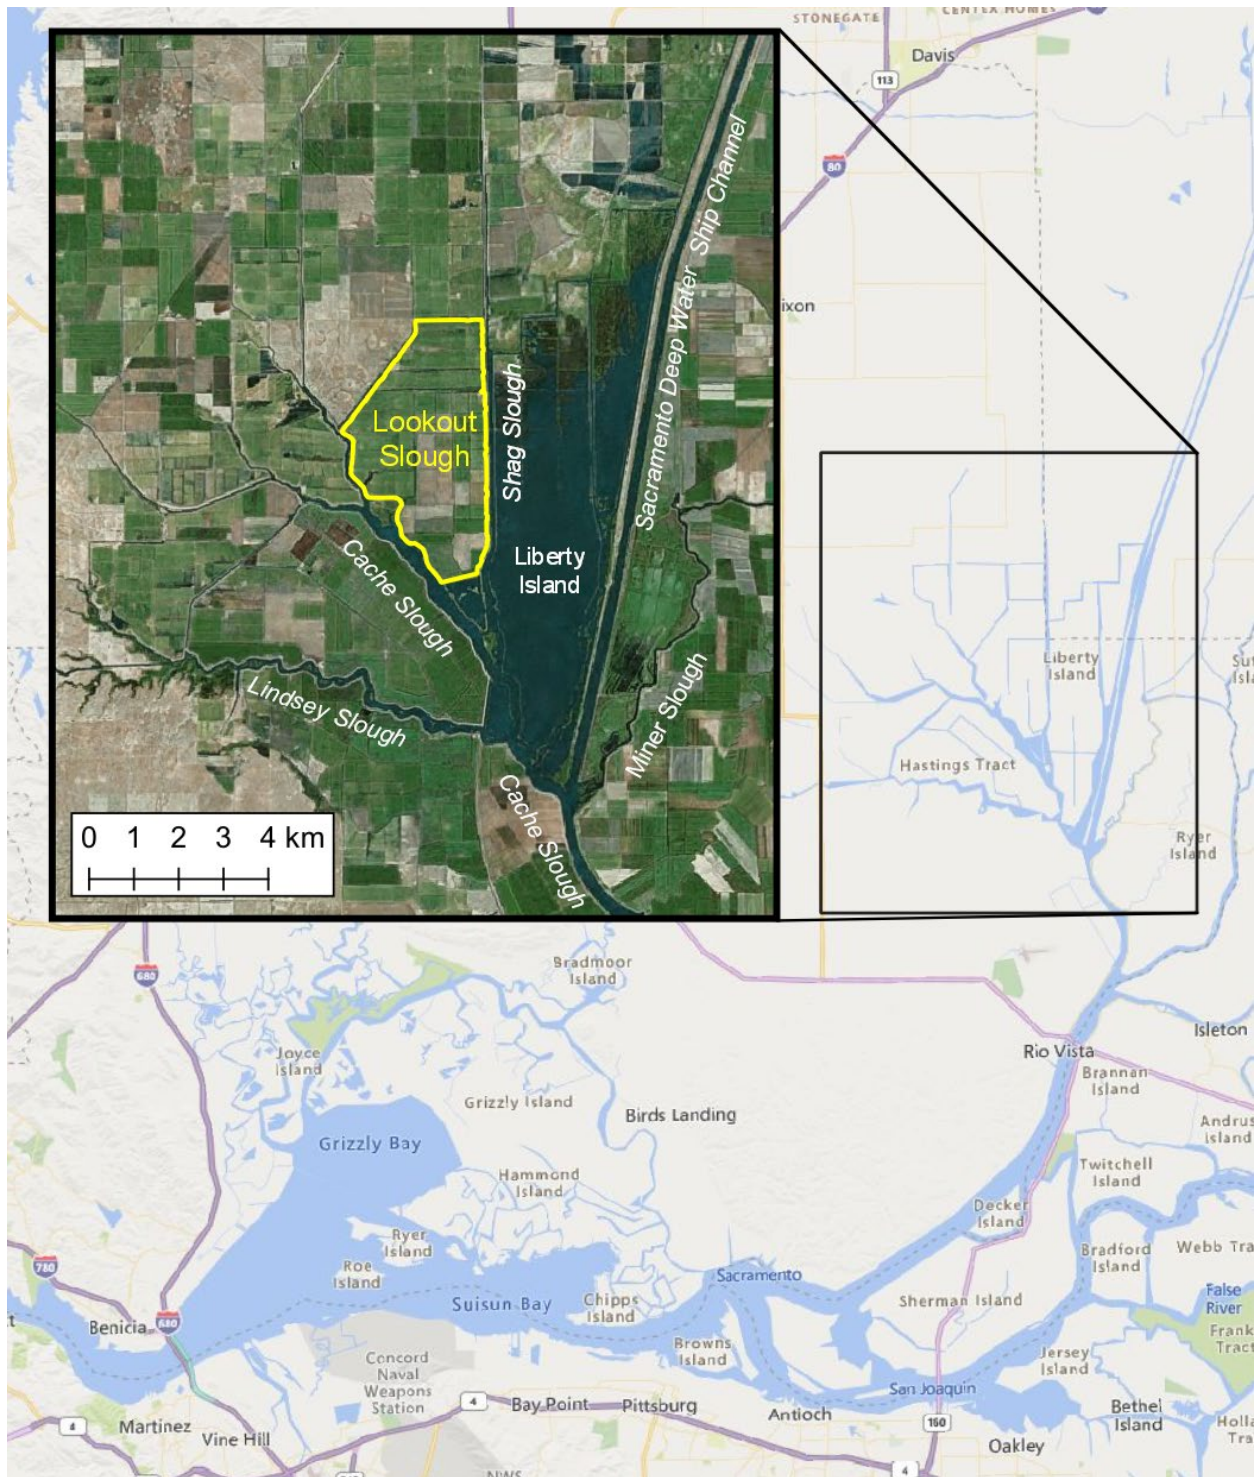 STONEGATE
CENTEX HOMES
Davis
113
80
ixon
Sacramento Deep Water Ship Channel
Lookout
Slough
Shag Slough
Liberty
Island
Cache Slough
Lindsey Slough
Miner Slough
Cache Slough
0 1 2 3 4 km
Liberty
Island
Hastings Tract
Ryer
Island
680
Bradmoor
Island
Joyce
Island
Grizzly Island
Birds Landing
Rio Vista
Isleton
Brannan
Island
Andrus
Island
Grizzly Bay
Hammond
Island
Twitchell
Island
Decker
Island
Ryer
Island
Roe
Island
Bradford
Island
Webb Tra
780
Suisun Bay
Chipps
Island
Sacramento
Sherman Island
False
River
Frank
Tract
Benicia
680
Browns
Island
Jersey
Island
Concord
Naval
Weapons
Station
San Joaquin
4
Martinez
Vine Hill
4
Bay Point
Pittsburg
Antioch
160
Oakley
Bethel
Island
Holla
Tra
4